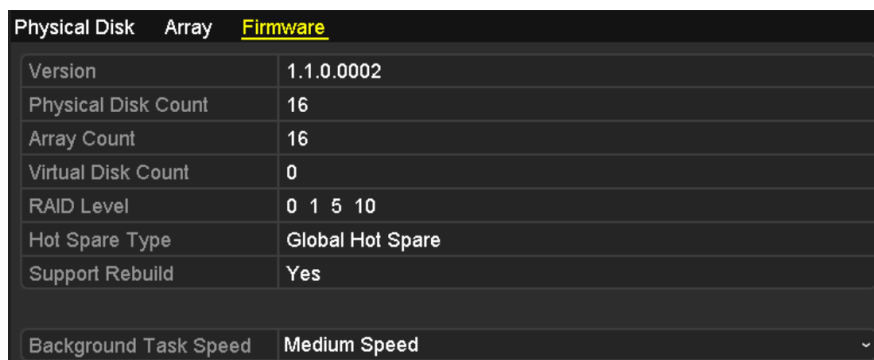 Physical Disk Array Firmware
Version 1.1.0.0002
Physical Disk Count 16
Array Count 16
Virtual Disk Count 0
RAID Level 0 1 5 10
Hot Spare Type Global Hot Spare
Support Rebuild Yes
Background Task Speed Medium Speed